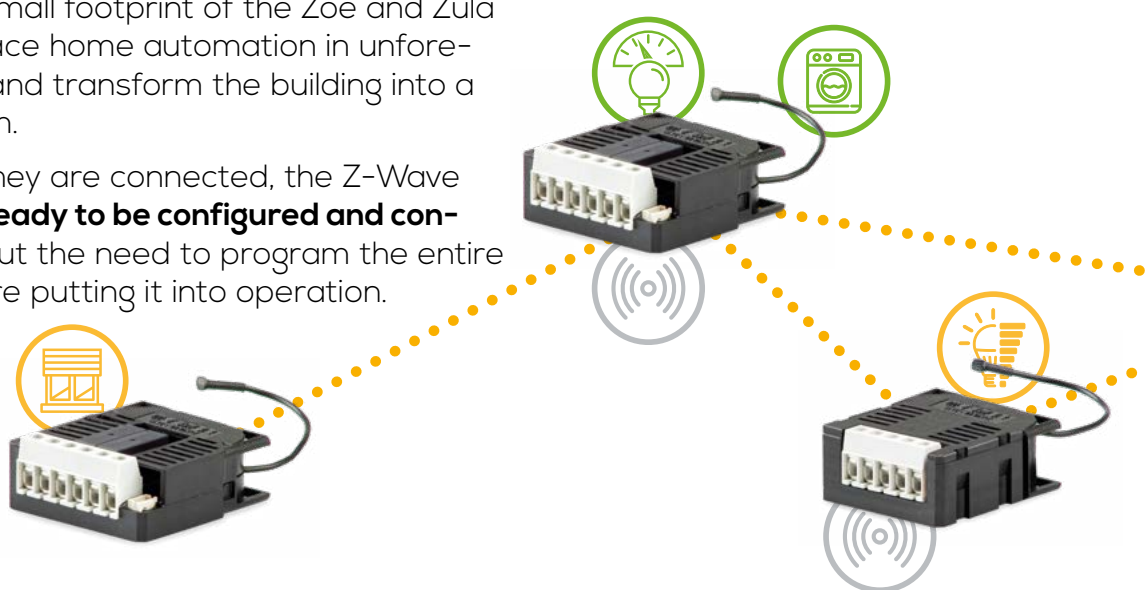 mall footprint of the Zoe and Zula
ace home automation in unfore-
and transform the building into a
n.
hey are connected, the Z-Wave
eady to be configured and con-
ut the need to program the entire
re putting it into operation.